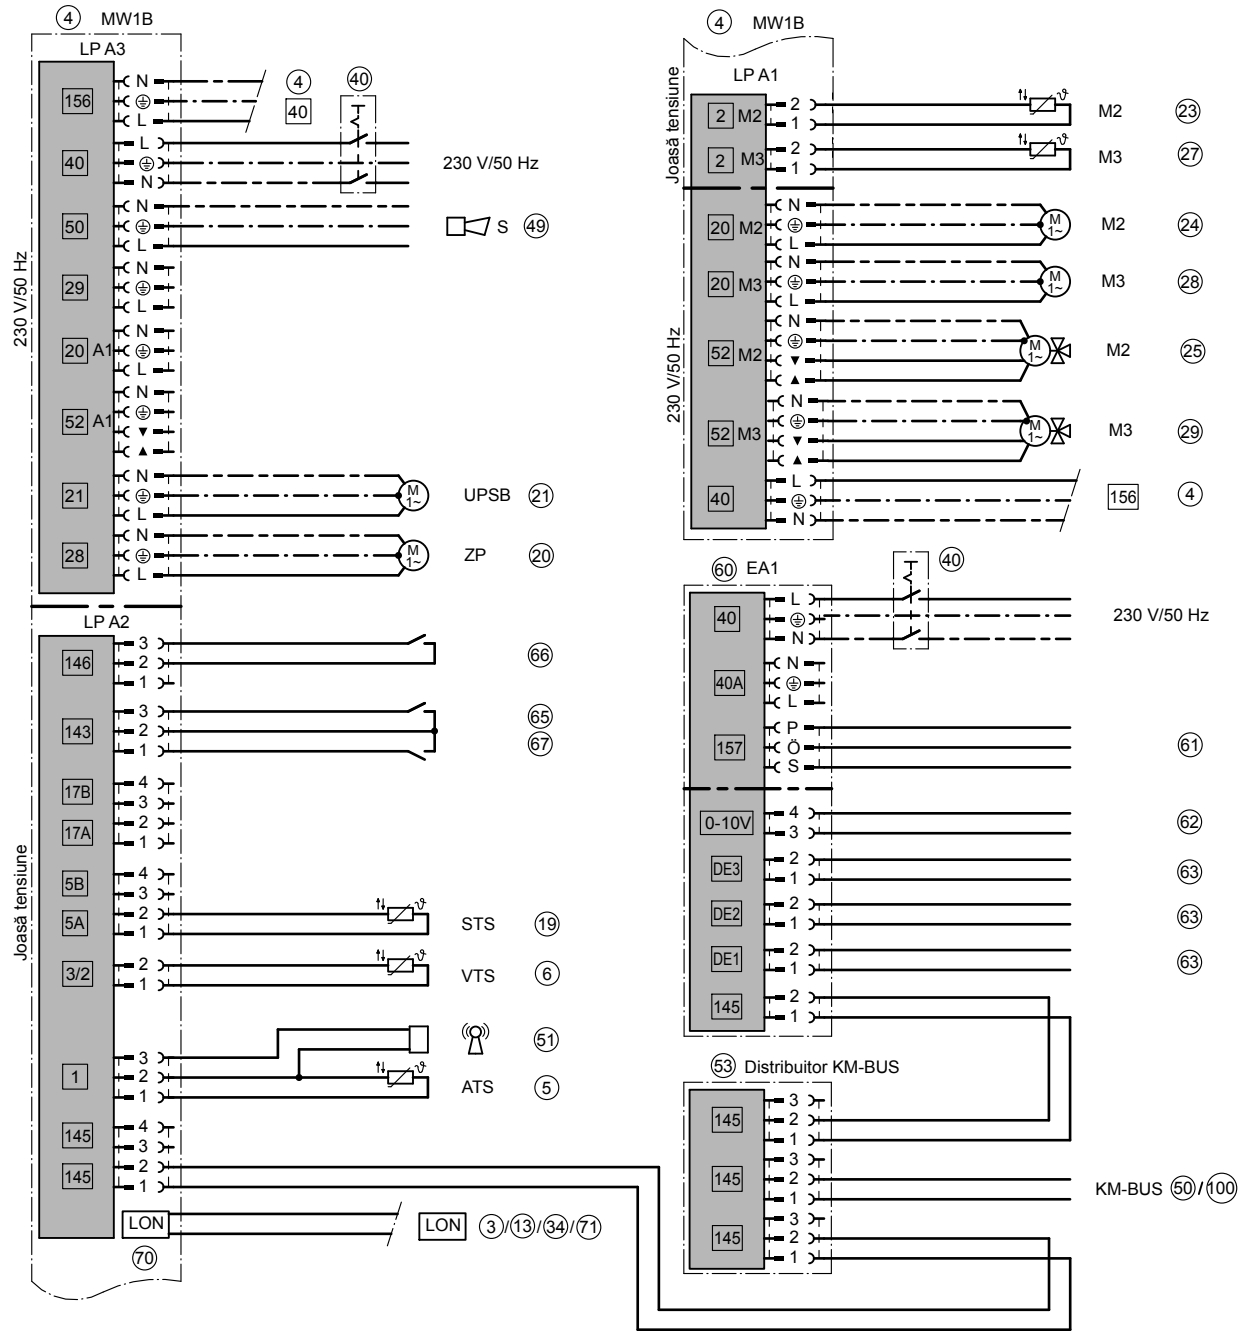 4 MW1B
LP A3
230 V/50 Hz
156 N L 4 40 40
40 L N 230 V/50 Hz
50 N L S 49
29 N L
20 A1 N L
52 A1 N ▼ ▲
21 N L M 1~ UPSB 21
28 N L M 1~ ZP 20
LP A2
Joasă tensiune
146 3 2 1 66
143 3 2 1 65 67
17B 4 3
17A 2 1
5B 4 3
5A 2 1 ϑ STS 19
3/2 2 1 ϑ VTS 6
51
1 3 2 1 ϑ ATS 5
145 4 3
145 2 1
LON LON 3/13/34/71
70
4 MW1B
LP A1
Joasă tensiune
2 M2 2 1 ϑ M2 23
2 M3 2 1 ϑ M3 27
230 V/50 Hz
20 M2 N L M 1~ M2 24
20 M3 N L M 1~ M3 28
52 M2 N ▼ ▲ M 1~ M2 25
52 M3 N ▼ ▲ M 1~ M3 29
40 L N 156 4
60 EA1 40
40 L N 230 V/50 Hz
40A N L
157 P Ö S 61
0-10V 4 3 62
DE3 2 1 63
DE2 2 1 63
DE1 2 1 63
145 2 1
53 Distribuitor KM-BUS
145 3 2 1
145 3 2 1 KM-BUS 50/100
145 3 2 1